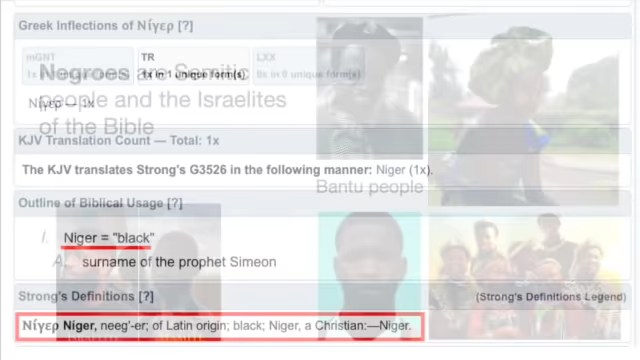 Greek Inflections of Νίγερ [?]
mGNT
TR
LXX
1x in 1 unique form(s)
0x in 0 unique form(s)
Negroes are Semitic
people and the Israelites
of the Bible
Νίγερ — 1x
KJV Translation Count — Total: 1x
The KJV translates Strong's G3526 in the following manner: Niger (1x).
Bantu people
Outline of Biblical Usage [?]
I. Niger = "black"
A. surname of the prophet Simeon
Strong's Definitions [?]
(Strong's Definitions Legend)
Νίγερ Niger, neeg'-er; of Latin origin; black; Niger, a Christian:—Niger.